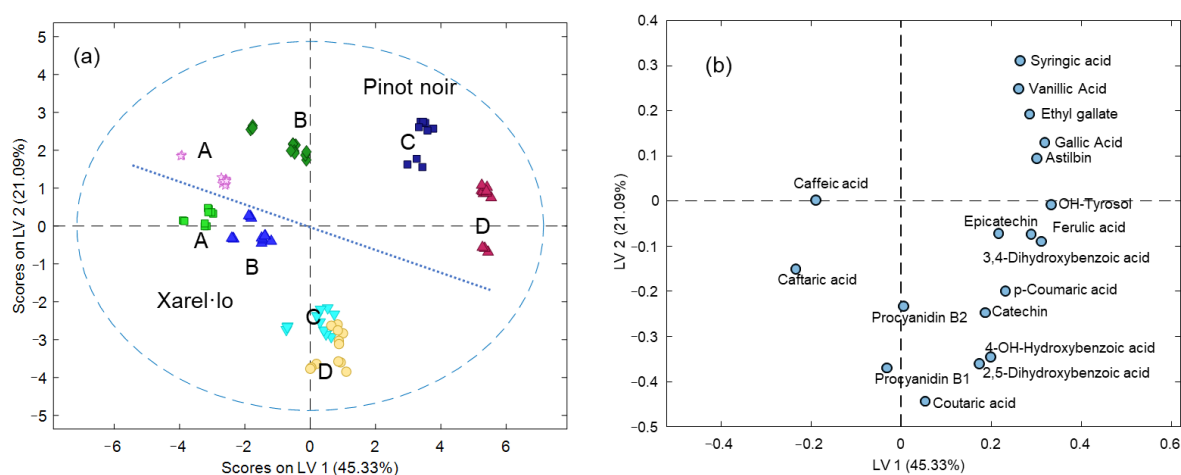 (a)
Pinot noir
B
A
C
D
A
B
Xarel·lo
C
D
5
4
3
2
1
0
−1
−2
−3
−4
−5
−6
−4
−2
0
2
4
6
Scores on LV 2 (21.09%)
Scores on LV 1 (45.33%)
(b)
Syringic acid
Vanillic Acid
Ethyl gallate
Gallic Acid
Astilbin
Caffeic acid
OH-Tyrosol
Epicatechin
Ferulic acid
3,4-Dihydroxybenzoic acid
Caftaric acid
p-Coumaric acid
Catechin
Procyanidin B2
4-OH-Hydroxybenzoic acid
Procyanidin B1
2,5-Dihydroxybenzoic acid
Coutaric acid
0.4
0.3
0.2
0.1
0
−0.1
−0.2
−0.3
−0.4
−0.5
−0.4
−0.2
0
0.2
0.4
0.6
LV 2 (21.09%)
LV 1 (45.33%)